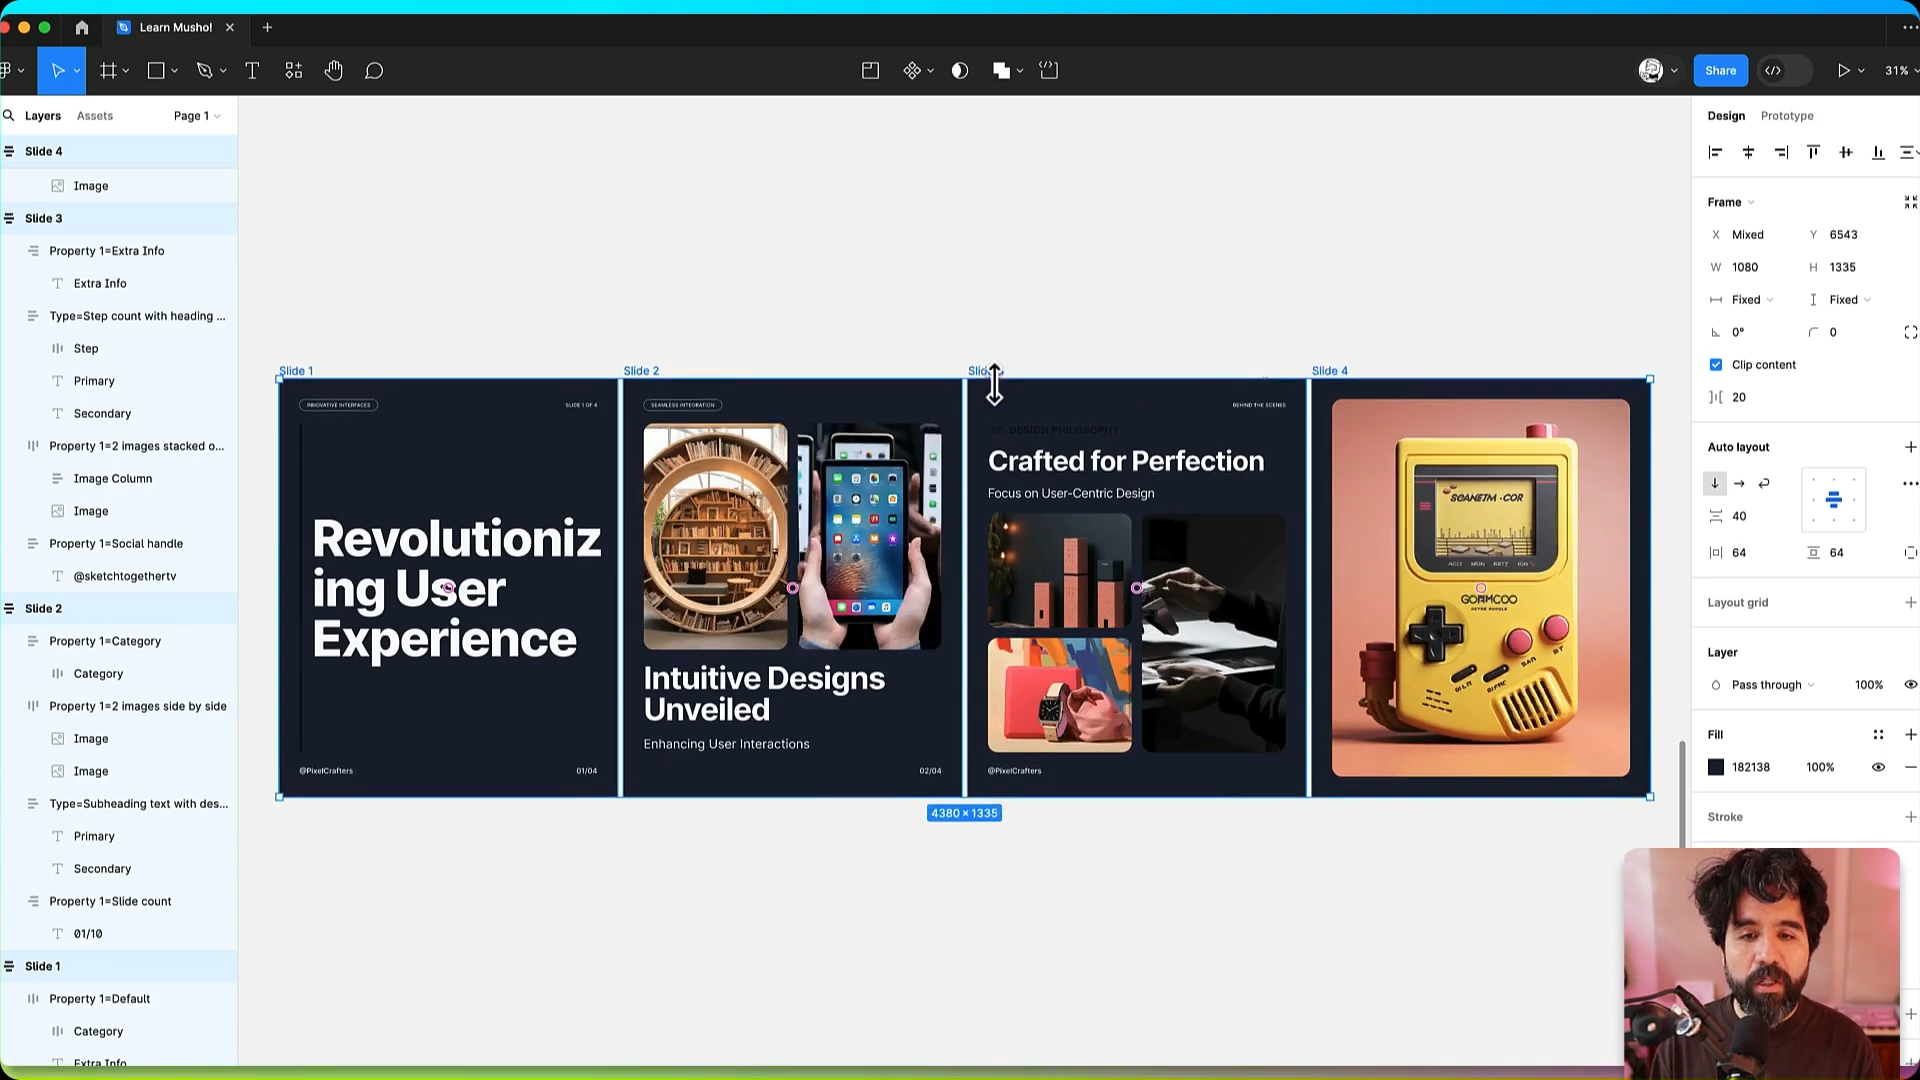 Learn Musho!
Share
31%
Layers
Assets
Page 1
Slide 4
Image
Slide 3
Property 1=Extra Info
Extra Info
Type=Step count with heading ...
Step
Primary
Secondary
Property 1=2 images stacked o...
Image Column
Image
Property 1=Social handle
@sketchtogethertv
Slide 2
Property 1=Category
Category
Property 1=2 images side by side
Image
Image
Type=Subheading text with des...
Primary
Secondary
Property 1=Slide count
01/10
Slide 1
Property 1=Default
Category
Extra Info
Slide 1
INNOVATIVE INTERFACES
SLIDE 1 OF 4
Revolutioniz
ing User
Experience
@PixelCrafters
01/04
Slide 2
SEAMLESS INTEGRATION
Intuitive Designs
Unveiled
Enhancing User Interactions
02/04
BEHIND THE SCENES
DESIGN PHILOSOPHY
Crafted for Perfection
Focus on User-Centric Design
@PixelCrafters
Slide 4
4380 × 1335
Design
Prototype
Frame
X Mixed
Y 6543
W 1080
H 1335
Fixed
Fixed
0°
0
Clip content
20
Auto layout
40
64
64
Layout grid
Layer
Pass through
100%
Fill
182138
100%
Stroke